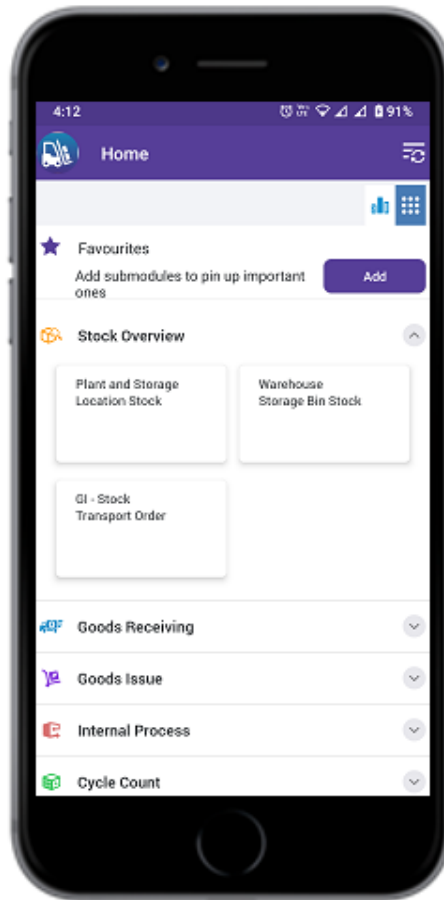 4:12
91%
Home
Favourites
Add submodules to pin up important
ones
Add
Stock Overview
Plant and Storage
Location Stock
Warehouse
Storage Bin Stock
GI - Stock
Transport Order
Goods Receiving
Goods Issue
Internal Process
Cycle Count